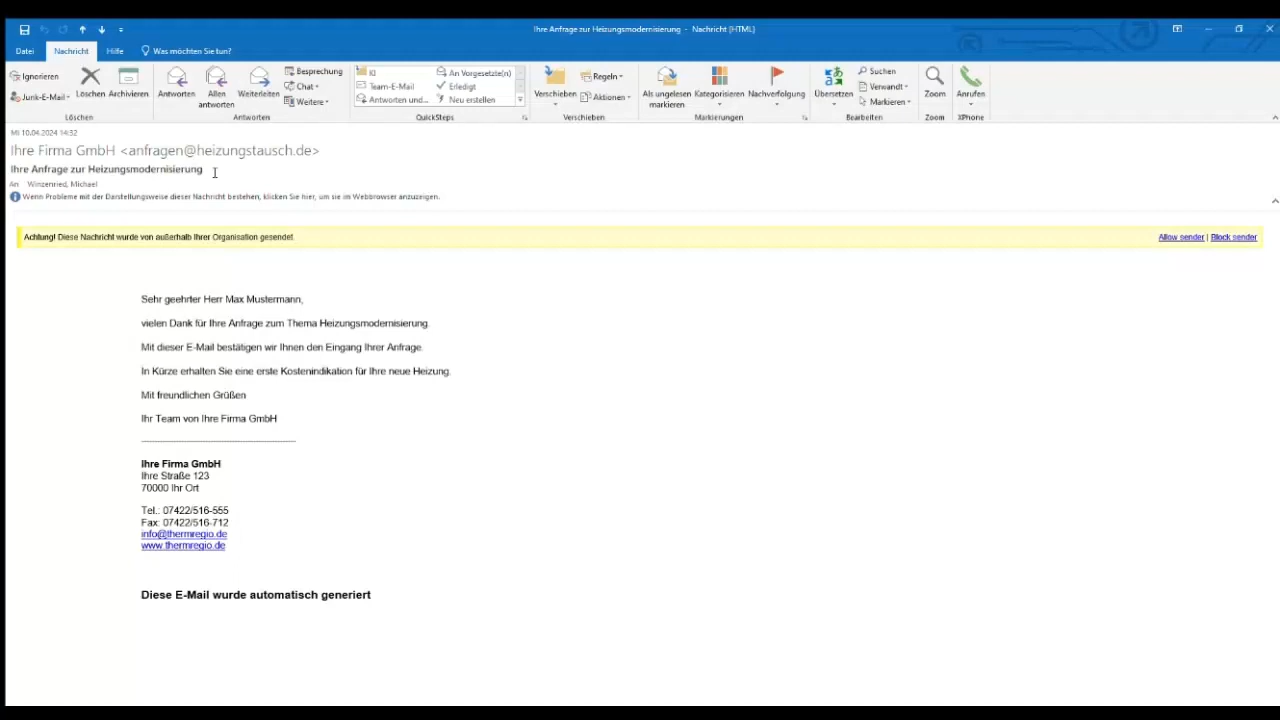 Ihre Anfrage zur Heizungsmodernisierung - Nachricht [HTML]
Datei Nachricht Hilfe Was möchten Sie tun?
Ignorieren
Junk-E-Mail
Löschen Archivieren
Löschen
Antworten Allen antworten Weiterleiten
Besprechung
Chat
Weitere
Antworten
KI
Team-E-Mail
Antworten und...
An Vorgesetzte(n)
Erledigt
Neu erstellen
QuickSteps
Verschieben
Regeln
Aktionen
Verschieben
Als ungelesen markieren Kategorisieren Nachverfolgung
Markierungen
Übersetzen
Suchen
Verwandt
Markieren
Bearbeiten
Zoom
Zoom
Anrufen
XPhone
Mi 10.04.2024 14:32
Ihre Firma GmbH <anfragen@heizungstausch.de>
Ihre Anfrage zur Heizungsmodernisierung
An Winzenried, Michael
Wenn Probleme mit der Darstellungsweise dieser Nachricht bestehen, klicken Sie hier, um sie im Webbrowser anzuzeigen.
Achtung! Diese Nachricht wurde von außerhalb Ihrer Organisation gesendet. Allow sender | Block sender
Sehr geehrter Herr Max Mustermann,
vielen Dank für Ihre Anfrage zum Thema Heizungsmodernisierung.
Mit dieser E-Mail bestätigen wir Ihnen den Eingang Ihrer Anfrage.
In Kürze erhalten Sie eine erste Kostenindikation für Ihre neue Heizung.
Mit freundlichen Grüßen
Ihr Team von Ihre Firma GmbH
Ihre Firma GmbH
Ihre Straße 123
70000 Ihr Ort
Tel.: 07422/516-555
Fax: 07422/516-712
info@thermregio.de
www.thermregio.de
Diese E-Mail wurde automatisch generiert